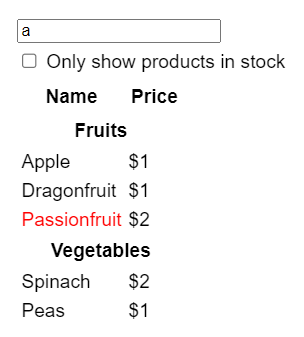 a
Only show products in stock
Name Price
Fruits
Apple $1
Dragonfruit $1
Passionfruit $2
Vegetables
Spinach $2
Peas $1